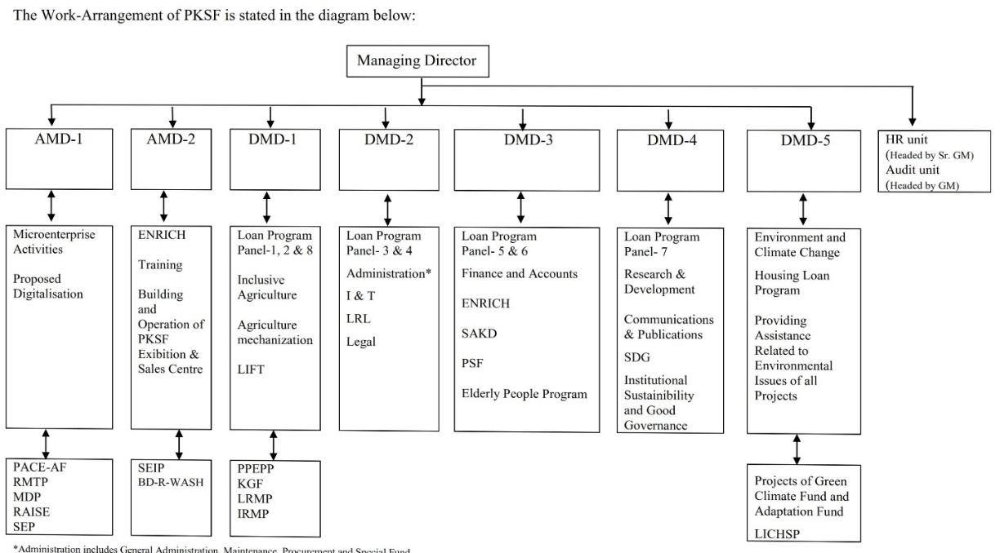 The Work-Arrangement of PKSF is stated in the diagram below:
Managing Director
AMD-1
AMD-2
DMD-1
DMD-2
DMD-3
DMD-4
DMD-5
HR unit
(Headed by Sr. GM)
Audit unit
(Headed by GM)
Microenterprise
Activities
Proposed
Digitalisation
ENRICH
Training
Building
and
Operation of
PKSF
Exibition &
Sales Centre
Loan Program
Panel-1, 2 & 8
Inclusive
Agriculture
Agriculture
mechanization
LIFT
Loan Program
Panel- 3 & 4
Administration*
I & T
LRL
Legal
Loan Program
Panel- 5 & 6
Finance and Accounts
ENRICH
SAKD
PSF
Elderly People Program
Loan Program
Panel- 7
Research &
Development
Communications
& Publications
SDG
Institutional
Sustainibility
and Good
Governance
Environment and
Climate Change
Housing Loan
Program
Providing
Assistance
Related to
Environmental
Issues of all
Projects
PACE-AF
RMTP
MDP
RAISE
SEP
SEIP
BD-R-WASH
PPEPP
KGF
LRMP
IRMP
Projects of Green
Climate Fund and
Adaptation Fund
LICHSP
*Administration includes General Administration, Maintenance, Procurement and Special Fund